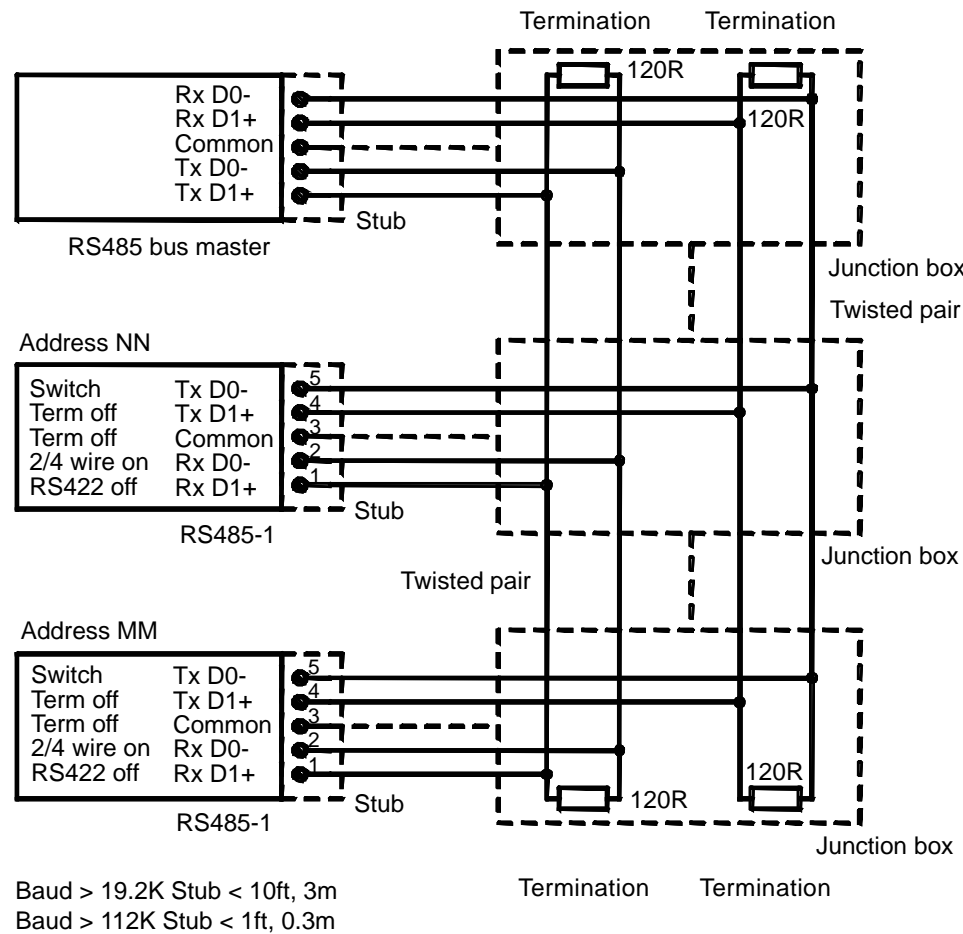 Termination Termination
120R
120R
Rx D0-
Rx D1+
Common
Tx D0-
Tx D1+
Stub
RS485 bus master
Junction box
Twisted pair
Address NN
Switch Tx D0- 5
Term off Tx D1+ 4
Term off Common 3
2/4 wire on Rx D0- 2
RS422 off Rx D1+ 1
Stub
RS485-1
Junction box
Twisted pair
Address MM
Switch Tx D0- 5
Term off Tx D1+ 4
Term off Common 3
2/4 wire on Rx D0- 2
RS422 off Rx D1+ 1
120R
120R
Stub
RS485-1
Junction box
Termination Termination
Baud > 19.2K Stub < 10ft, 3m
Baud > 112K Stub < 1ft, 0.3m